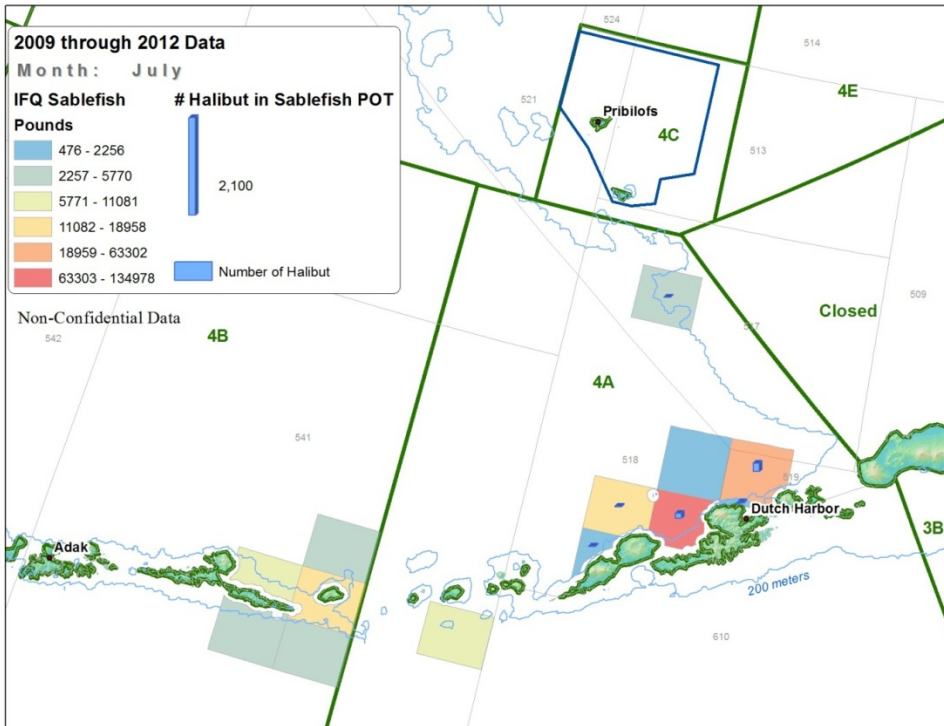 2009 through 2012 Data
Month: July
IFQ Sablefish
Pounds
476 - 2256
2257 - 5770
5771 - 11081
11082 - 18958
18959 - 63302
63303 - 134978
# Halibut in Sablefish POT
2,100
Number of Halibut
Non-Confidential Data
524
514
521
4E
Pribilofs
4C
513
509
Closed
517
542
4B
4A
541
518
519
Dutch Harbor
3B
Adak
200 meters
610